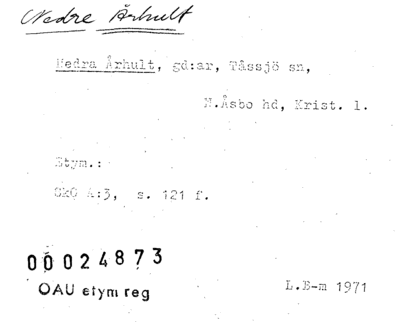 Nedre Århult
Nedra Århult, gd:ar, Tåssjö sn,
N.Åsbo hd, Krist. l.
Etym.:
SkO A:3, s. 121 f.
00024873
OAU etym reg
L.E-m 1971